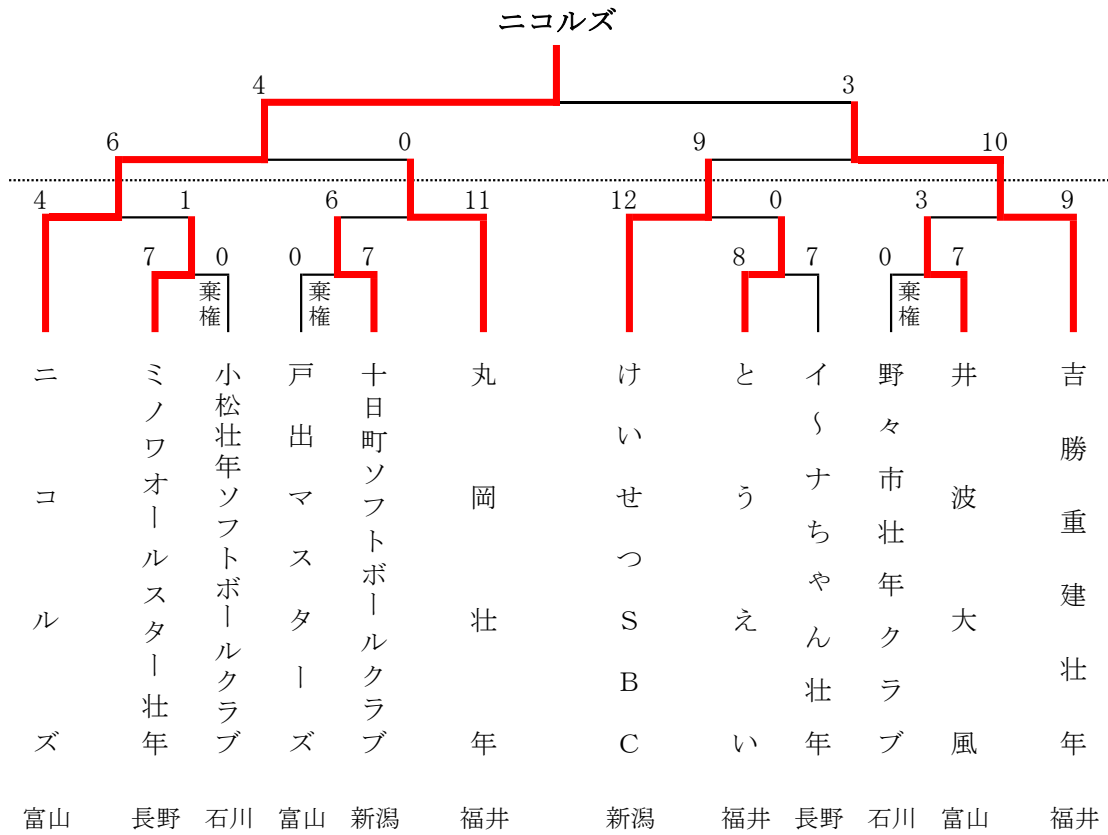 ニコルズ
4 3
6 0 9 10
4 1 6 11 12 0 3 9
7 0 0 7 8 7 0 7
棄権 棄権 棄権
ニコルズ
ミノワオールスター壮年
小松壮年ソフトボールクラブ
戸出マスターズ
十日町ソフトボールクラブ
丸岡壮年
けいせつSBC
とうえい
イ～ナちゃん壮年
野々市壮年クラブ
井波大風
吉勝重建壮年
富山 長野 石川 富山 新潟 福井 新潟 福井 長野 石川 富山 福井